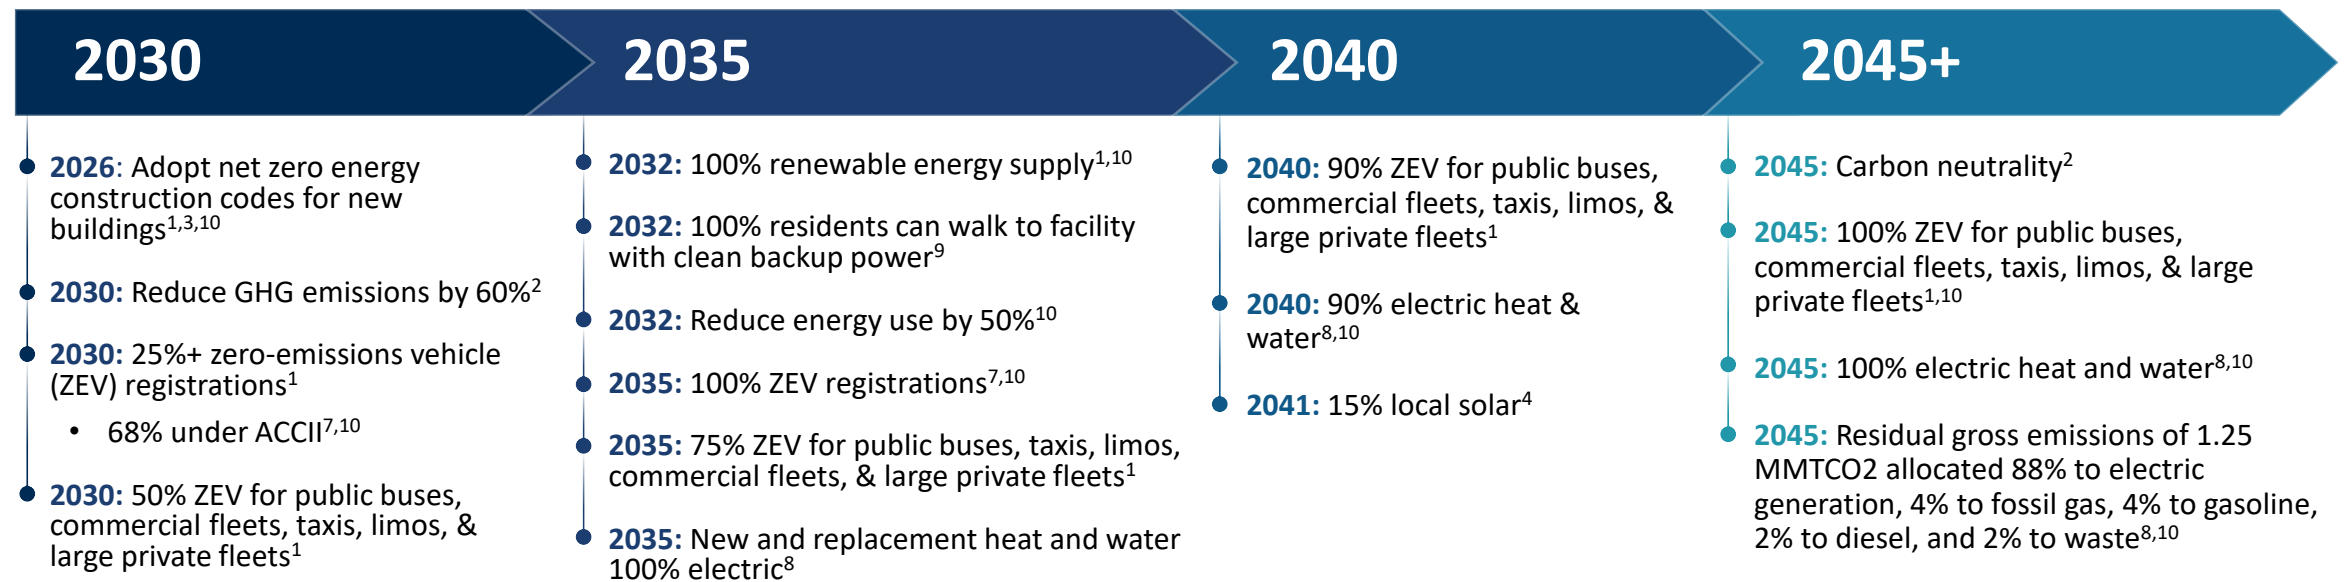 2030
2026: Adopt net zero energy
construction codes for new
buildings1,3,10
2030: Reduce GHG emissions by 60%2
2030: 25%+ zero-emissions vehicle
(ZEV) registrations1
• 68% under ACCII7,10
2030: 50% ZEV for public buses,
commercial fleets, taxis, limos, &
large private fleets1
2035
2032: 100% renewable energy supply1,10
2032: 100% residents can walk to facility
with clean backup power9
2032: Reduce energy use by 50%10
2035: 100% ZEV registrations7,10
2035: 75% ZEV for public buses, taxis, limos,
commercial fleets, & large private fleets1
2035: New and replacement heat and water
100% electric8
2040
2040: 90% ZEV for public buses,
commercial fleets, taxis, limos, &
large private fleets1
2040: 90% electric heat &
water8,10
2041: 15% local solar4
2045+
2045: Carbon neutrality2
2045: 100% ZEV for public buses,
commercial fleets, taxis, limos, & large
private fleets1,10
2045: 100% electric heat and water8,10
2045: Residual gross emissions of 1.25
MMTCO2 allocated 88% to electric
generation, 4% to fossil gas, 4% to gasoline,
2% to diesel, and 2% to waste8,10